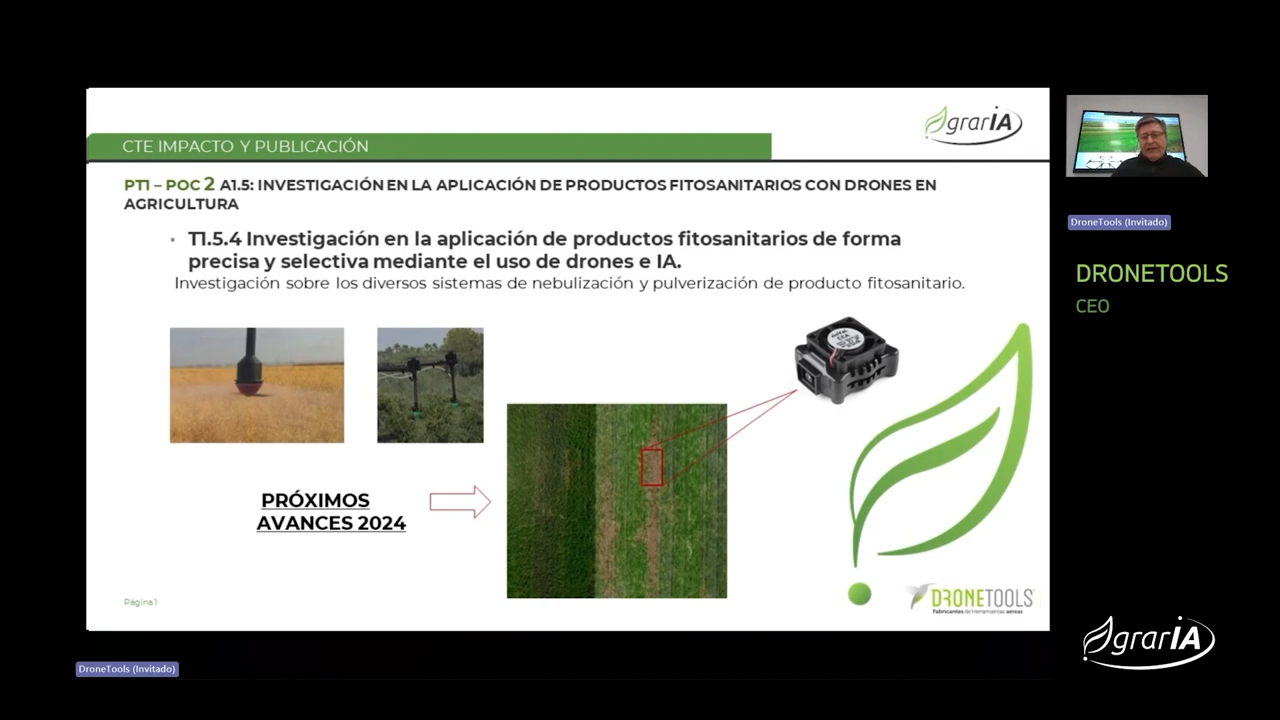 CTE IMPACTO Y PUBLICACIÓN
AgrarIA
PT1 – POC 2 A1.5: INVESTIGACIÓN EN LA APLICACIÓN DE PRODUCTOS FITOSANITARIOS CON DRONES EN
AGRICULTURA
• T1.5.4 Investigación en la aplicación de productos fitosanitarios de forma
precisa y selectiva mediante el uso de drones e IA.
Investigación sobre los diversos sistemas de nebulización y pulverización de producto fitosanitario.
PRÓXIMOS
AVANCES 2024
Página 1
DRONETOOLS
Fabricantes de Herramientas aéreas
DroneTools (Invitado)
DRONETOOLS
CEO
AgrarIA
DroneTools (Invitado)